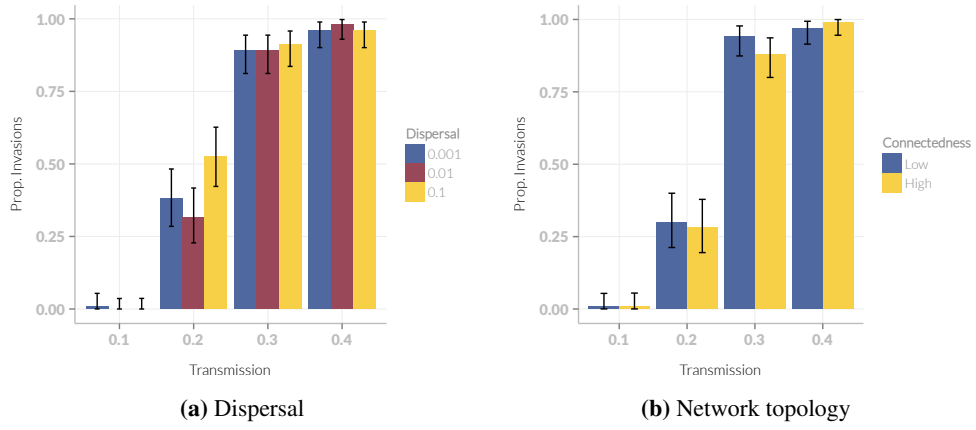 Prop. Invasions
1.00
0.75
0.50
0.25
0.00
0.1 0.2 0.3 0.4
Transmission
Dispersal
0.001
0.01
0.1
(a) Dispersal
Prop. Invasions
1.00
0.75
0.50
0.25
0.00
0.1 0.2 0.3 0.4
Transmission
Connectedness
Low
High
(b) Network topology